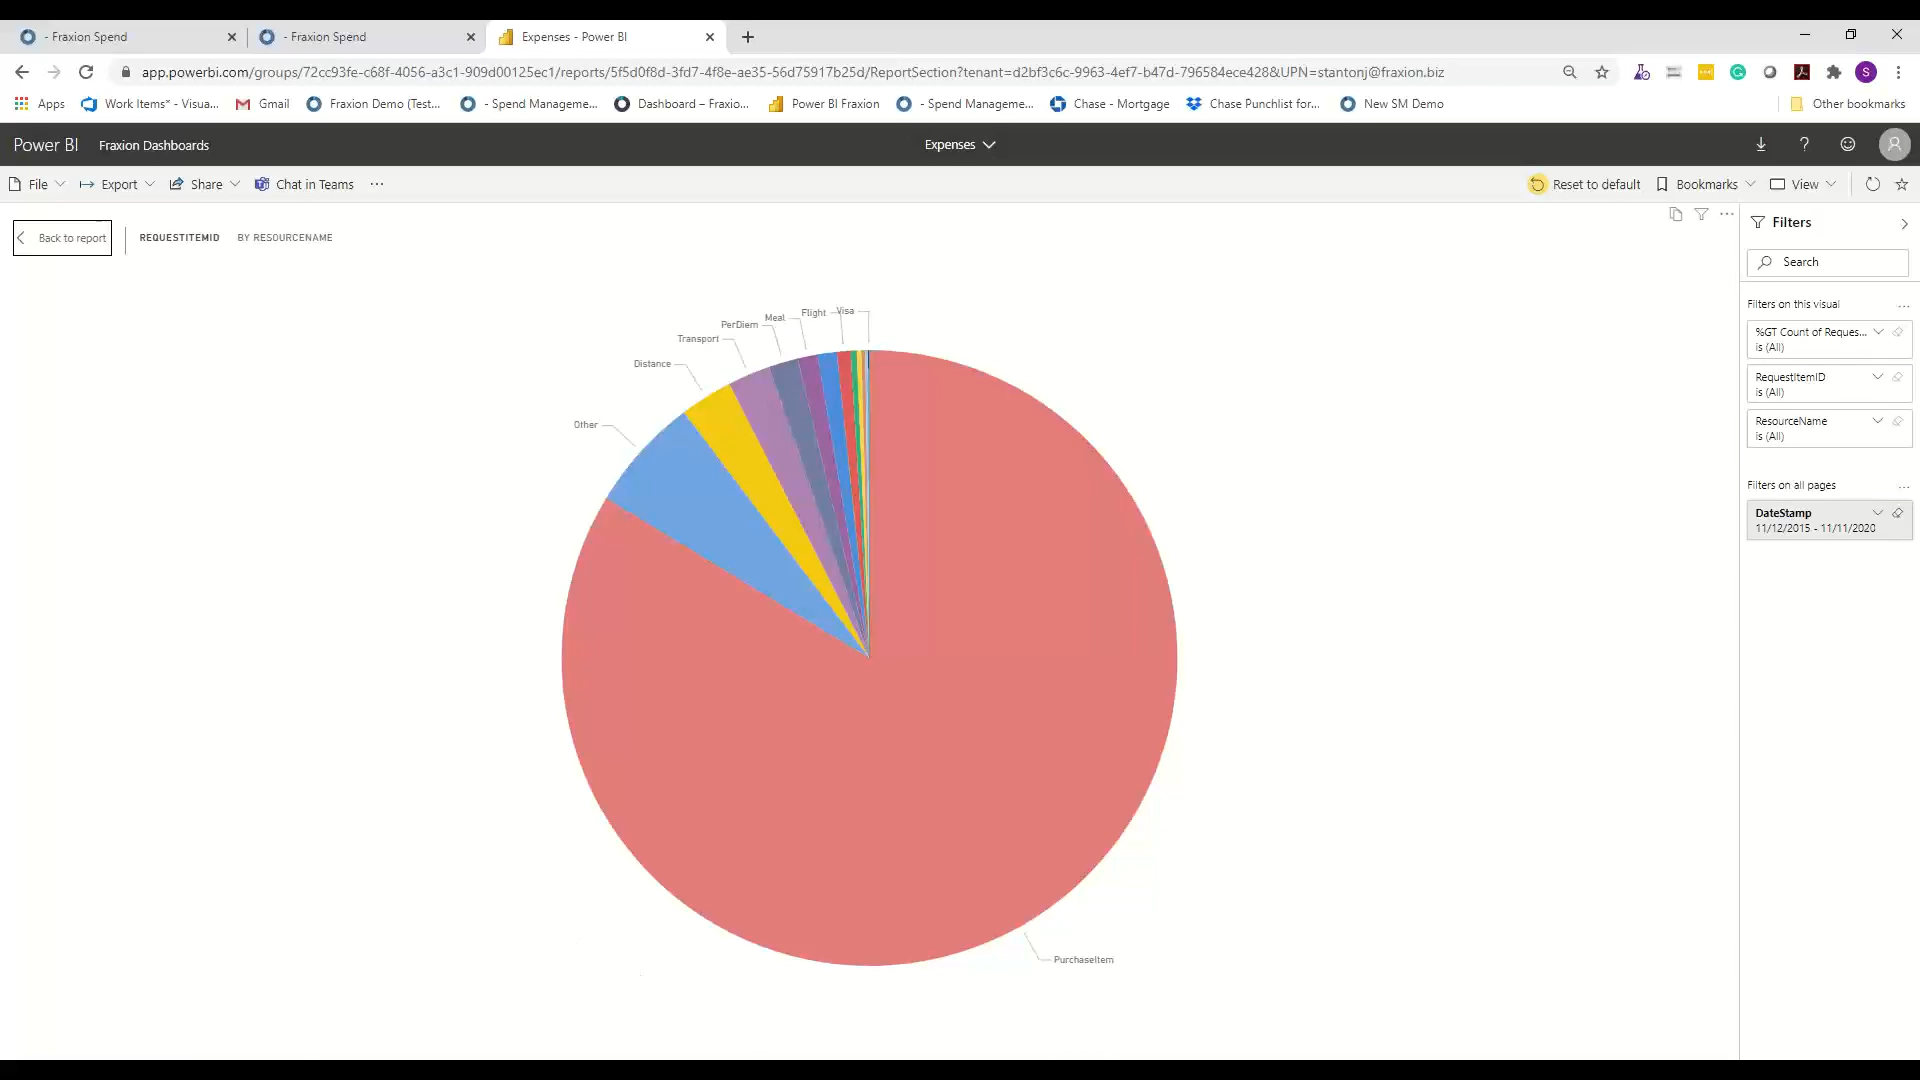 - Fraxion Spend
- Fraxion Spend
Expenses - Power BI
app.powerbi.com/groups/72cc93fe-c68f-4056-a3c1-909d00125ec1/reports/5f5d0f8d-3fd7-4f8e-ae35-56d75917b25d/ReportSection?tenant=d2bf3c6c-9963-4ef7-b47d-796584ece428&UPN=stantonj@fraxion.biz
S
Apps
Work Items* - Visua...
Gmail
Fraxion Demo (Test...
- Spend Manageme...
Dashboard – Fraxio...
Power BI Fraxion
- Spend Manageme...
Chase - Mortgage
Chase Punchlist for...
New SM Demo
Other bookmarks
Power BI
Fraxion Dashboards
Expenses
File
Export
Share
Chat in Teams
Reset to default
Bookmarks
View
Back to report
REQUESTITEMID
BY RESOURCENAME
Visa
Flight
Meal
PerDiem
Transport
Distance
Other
PurchaseItem
Filters
Search
Filters on this visual
%GT Count of Reques...
is (All)
RequestItemID
is (All)
ResourceName
is (All)
Filters on all pages
DateStamp
11/12/2015 - 11/11/2020